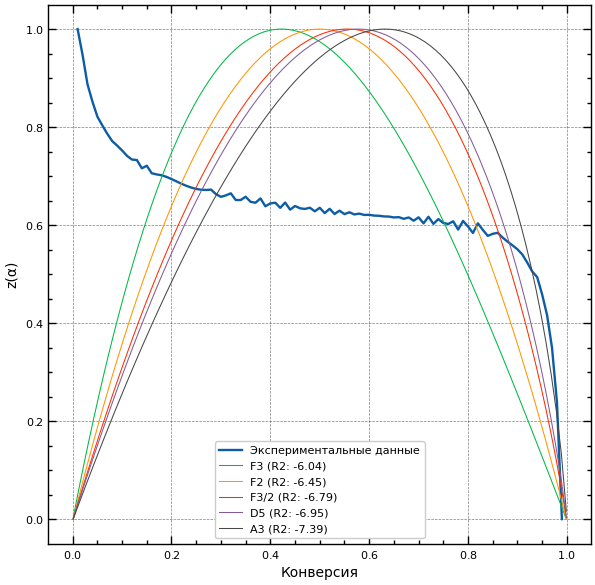 1.0
0.8
0.6
0.4
0.2
0.0
z(α)
Экспериментальные данные
F3 (R2: -6.04)
F2 (R2: -6.45)
F3/2 (R2: -6.79)
D5 (R2: -6.95)
A3 (R2: -7.39)
0.0 0.2 0.4 0.6 0.8 1.0
Конверсия